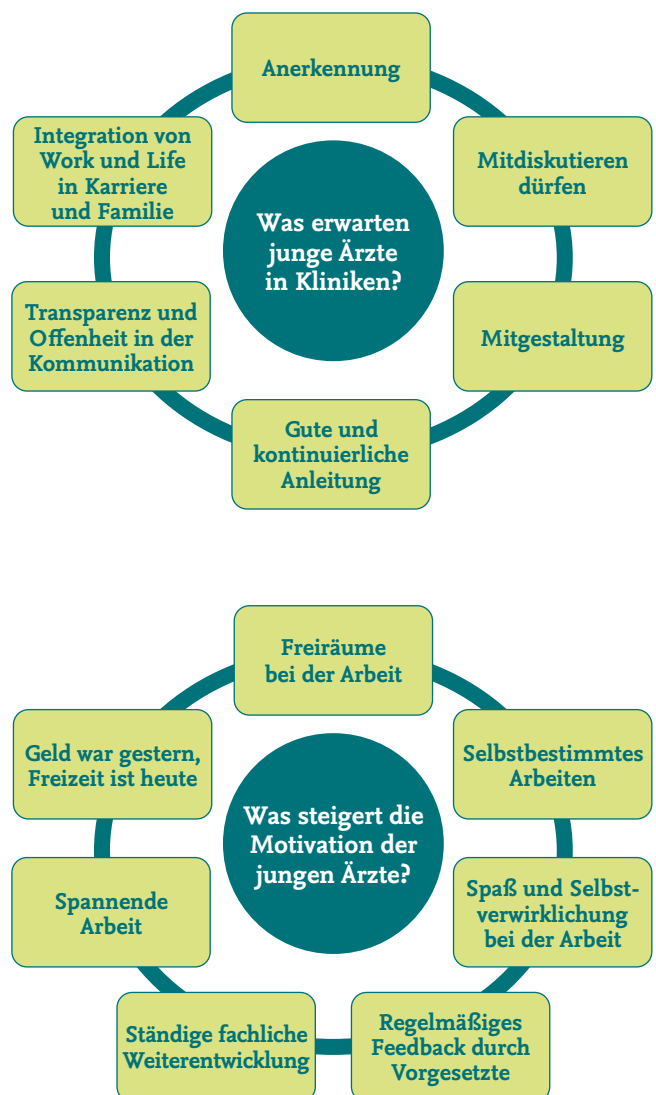 Anerkennung
Mitdiskutieren
dürfen
Mitgestaltung
Gute und
kontinuierliche
Anleitung
Transparenz und
Offenheit in der
Kommunikation
Integration von
Work und Life
in Karriere
und Familie
Was erwarten
junge Ärzte
in Kliniken?
Freiräume
bei der Arbeit
Selbstbestimmtes
Arbeiten
Spaß und Selbst-
verwirklichung
bei der Arbeit
Regelmäßiges
Feedback durch
Vorgesetzte
Ständige fachliche
Weiterentwicklung
Spannende
Arbeit
Geld war gestern,
Freizeit ist heute
Was steigert die
Motivation der
jungen Ärzte?